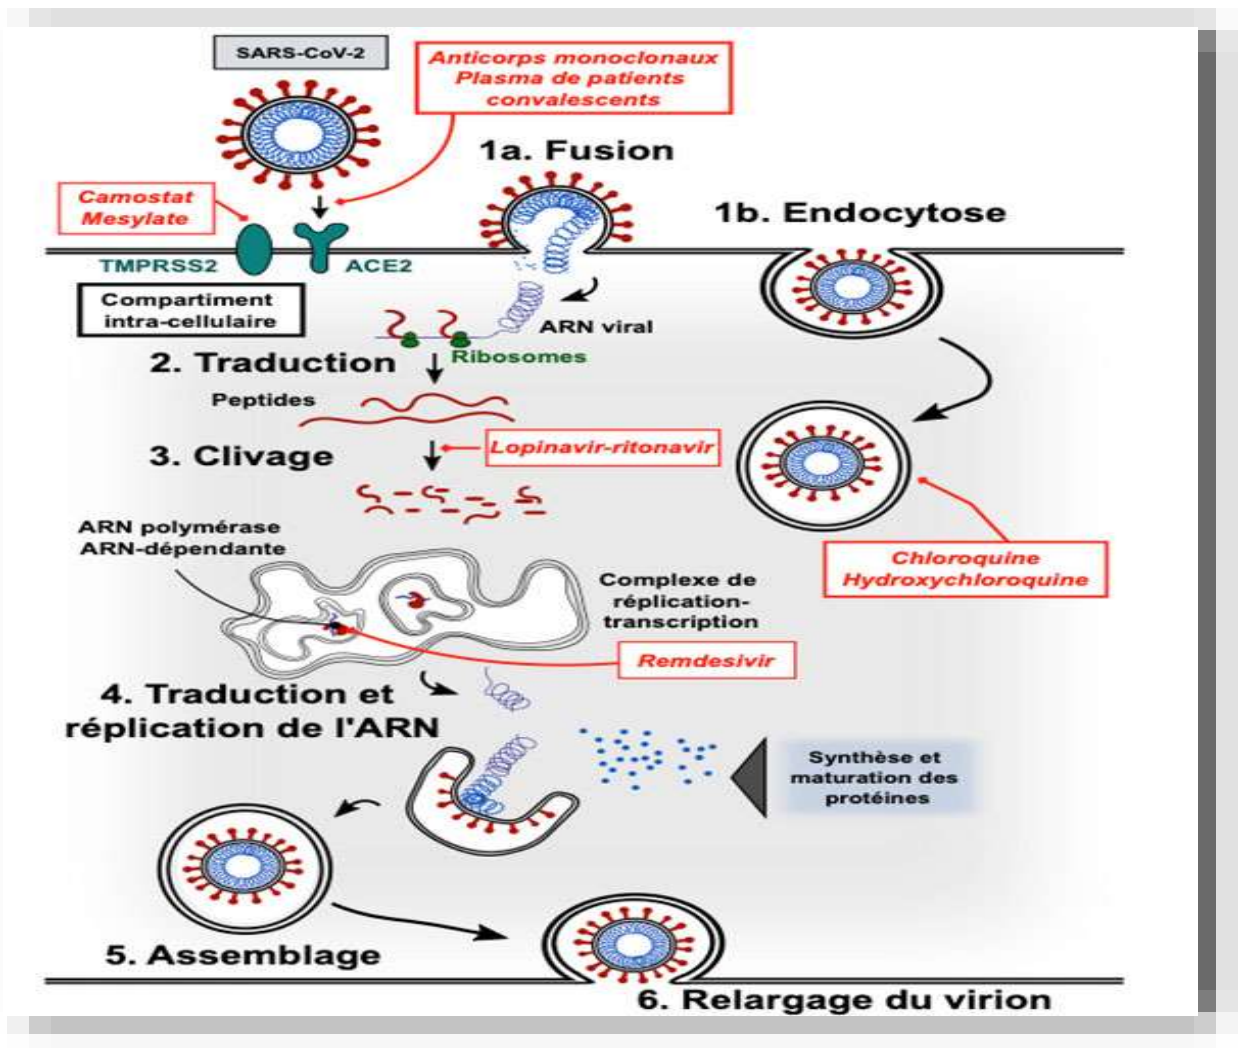 SARS-CoV-2
Anticorps monoclonaux
Plasma de patients
convalescents
1a. Fusion
Camostat
Mesylate
1b. Endocytose
TMPRSS2
ACE2
Compartiment
intra-cellulaire
ARN viral
2. Traduction
Ribosomes
Peptides
3. Clivage
Lopinavir-ritonavir
ARN polymérase
ARN-dépendante
Chloroquine
Hydroxychloroquine
Complexe de
réplication-
transcription
Remdesivir
4. Traduction et
réplication de l'ARN
Synthèse et
maturation des
protéines
5. Assemblage
6. Relargage du virion